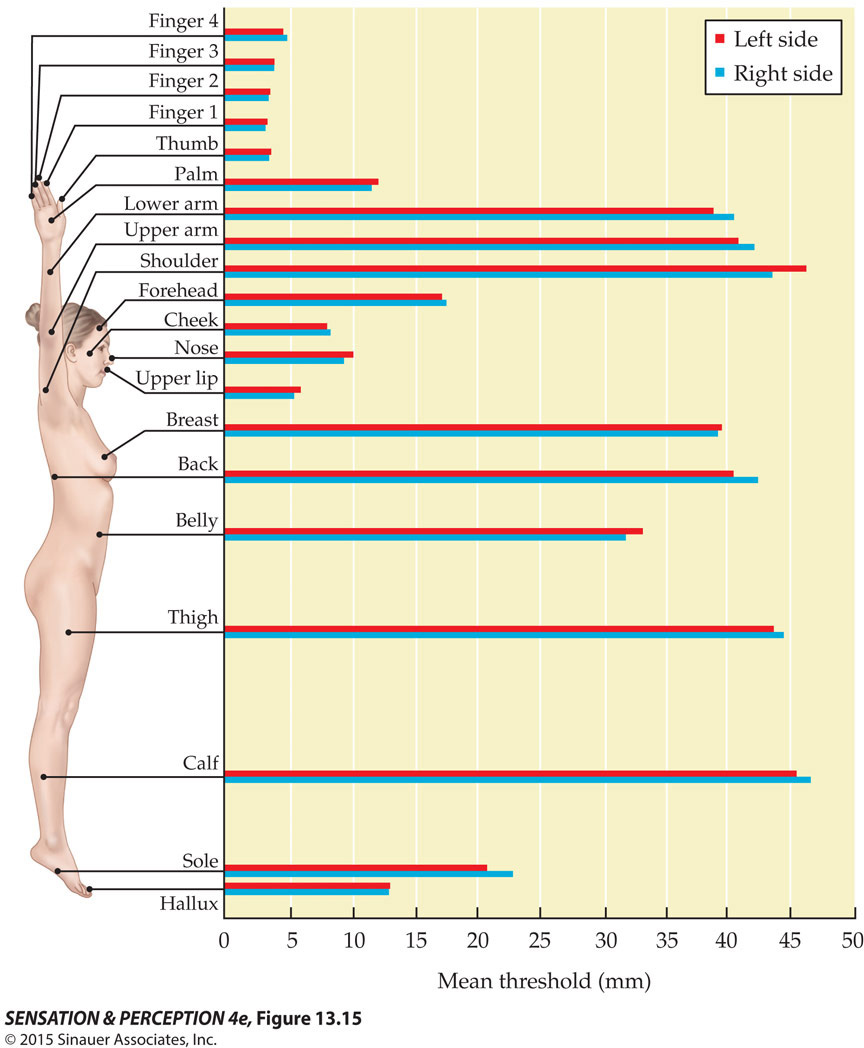 Finger 4
Finger 3
Finger 2
Finger 1
Thumb
Palm
Lower arm
Upper arm
Shoulder
Forehead
Cheek
Nose
Upper lip
Breast
Back
Belly
Thigh
Calf
Sole
Hallux
Left side
Right side
0 5 10 15 20 25 30 35 40 45 50
Mean threshold (mm)
SENSATION & PERCEPTION 4e, Figure 13.15
© 2015 Sinauer Associates, Inc.